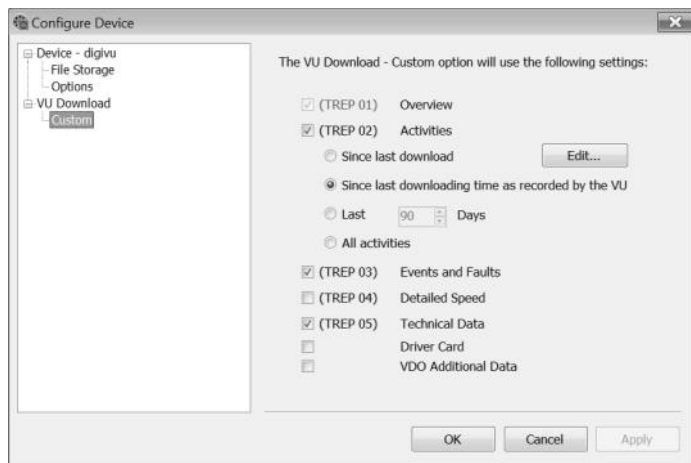 Configure Device
Device - digivu
File Storage
Options
VU Download
Custom
The VU Download - Custom option will use the following settings:
(TREP 01) Overview
(TREP 02) Activities
Since last download Edit...
Since last downloading time as recorded by the VU
Last 90 Days
All activities
(TREP 03) Events and Faults
(TREP 04) Detailed Speed
(TREP 05) Technical Data
Driver Card
VDO Additional Data
OK Cancel Apply